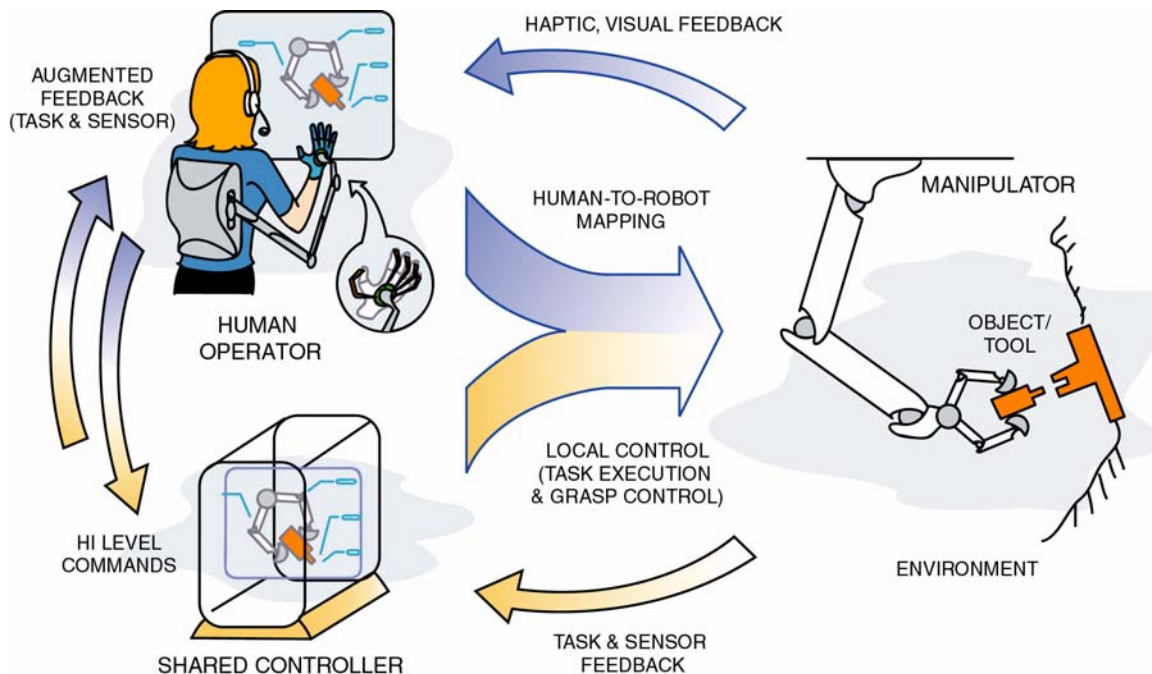 HAPTIC, VISUAL FEEDBACK
AUGMENTED
FEEDBACK
(TASK & SENSOR)
MANIPULATOR
HUMAN-TO-ROBOT
MAPPING
HUMAN
OPERATOR
OBJECT/
TOOL
LOCAL CONTROL
(TASK EXECUTION
& GRASP CONTROL)
HI LEVEL
COMMANDS
ENVIRONMENT
TASK & SENSOR
FEEDBACK
SHARED CONTROLLER